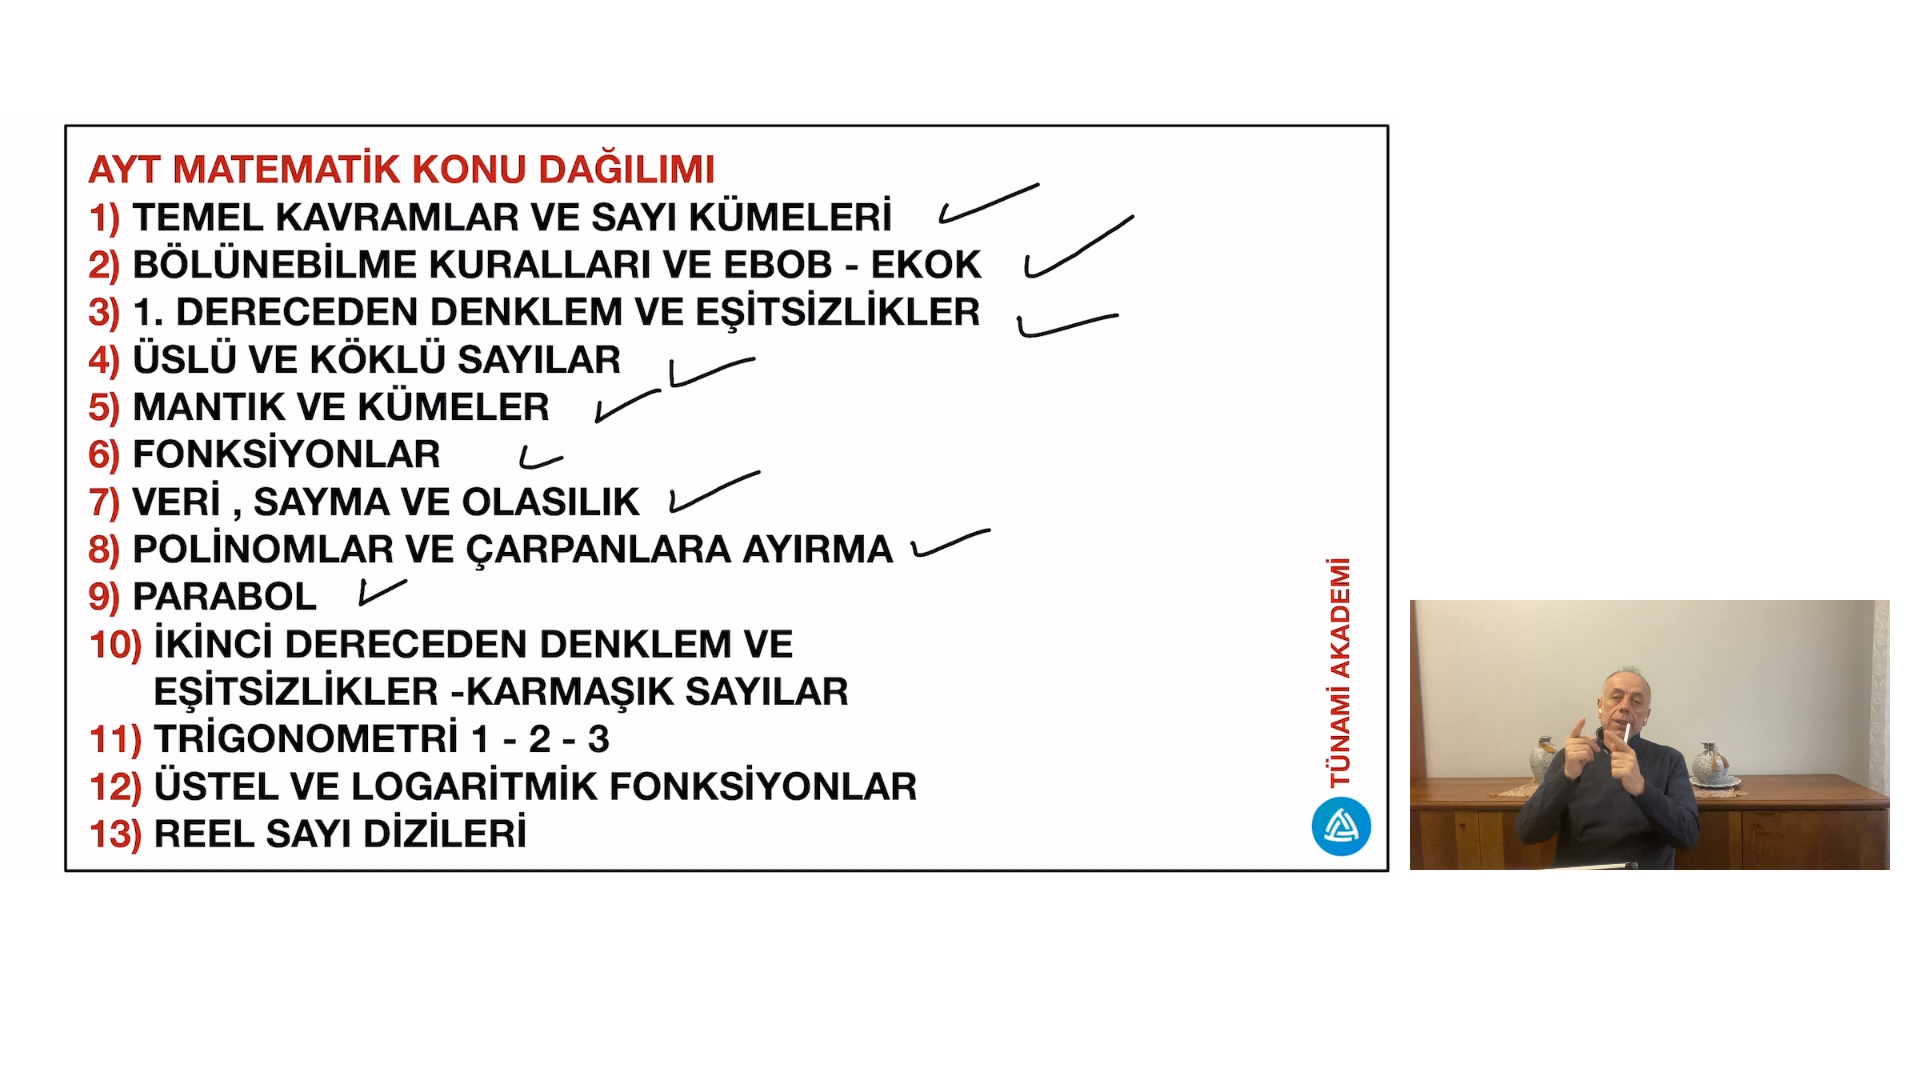 AYT MATEMATİK KONU DAĞILIMI
1) TEMEL KAVRAMLAR VE SAYI KÜMELERİ
2) BÖLÜNEBİLME KURALLARI VE EBOB - EKOK
3) 1. DERECEDEN DENKLEM VE EŞİTSİZLİKLER
4) ÜSLÜ VE KÖKLÜ SAYILAR
5) MANTIK VE KÜMELER
6) FONKSİYONLAR
7) VERİ , SAYMA VE OLASILIK
8) POLİNOMLAR VE ÇARPANLARA AYIRMA
9) PARABOL
10) İKİNCİ DERECEDEN DENKLEM VE
EŞİTSİZLİKLER -KARMAŞIK SAYILAR
11) TRİGONOMETRİ 1 - 2 - 3
12) ÜSTEL VE LOGARİTMİK FONKSİYONLAR
13) REEL SAYI DİZİLERİ
TÜNAMİ AKADEMİ